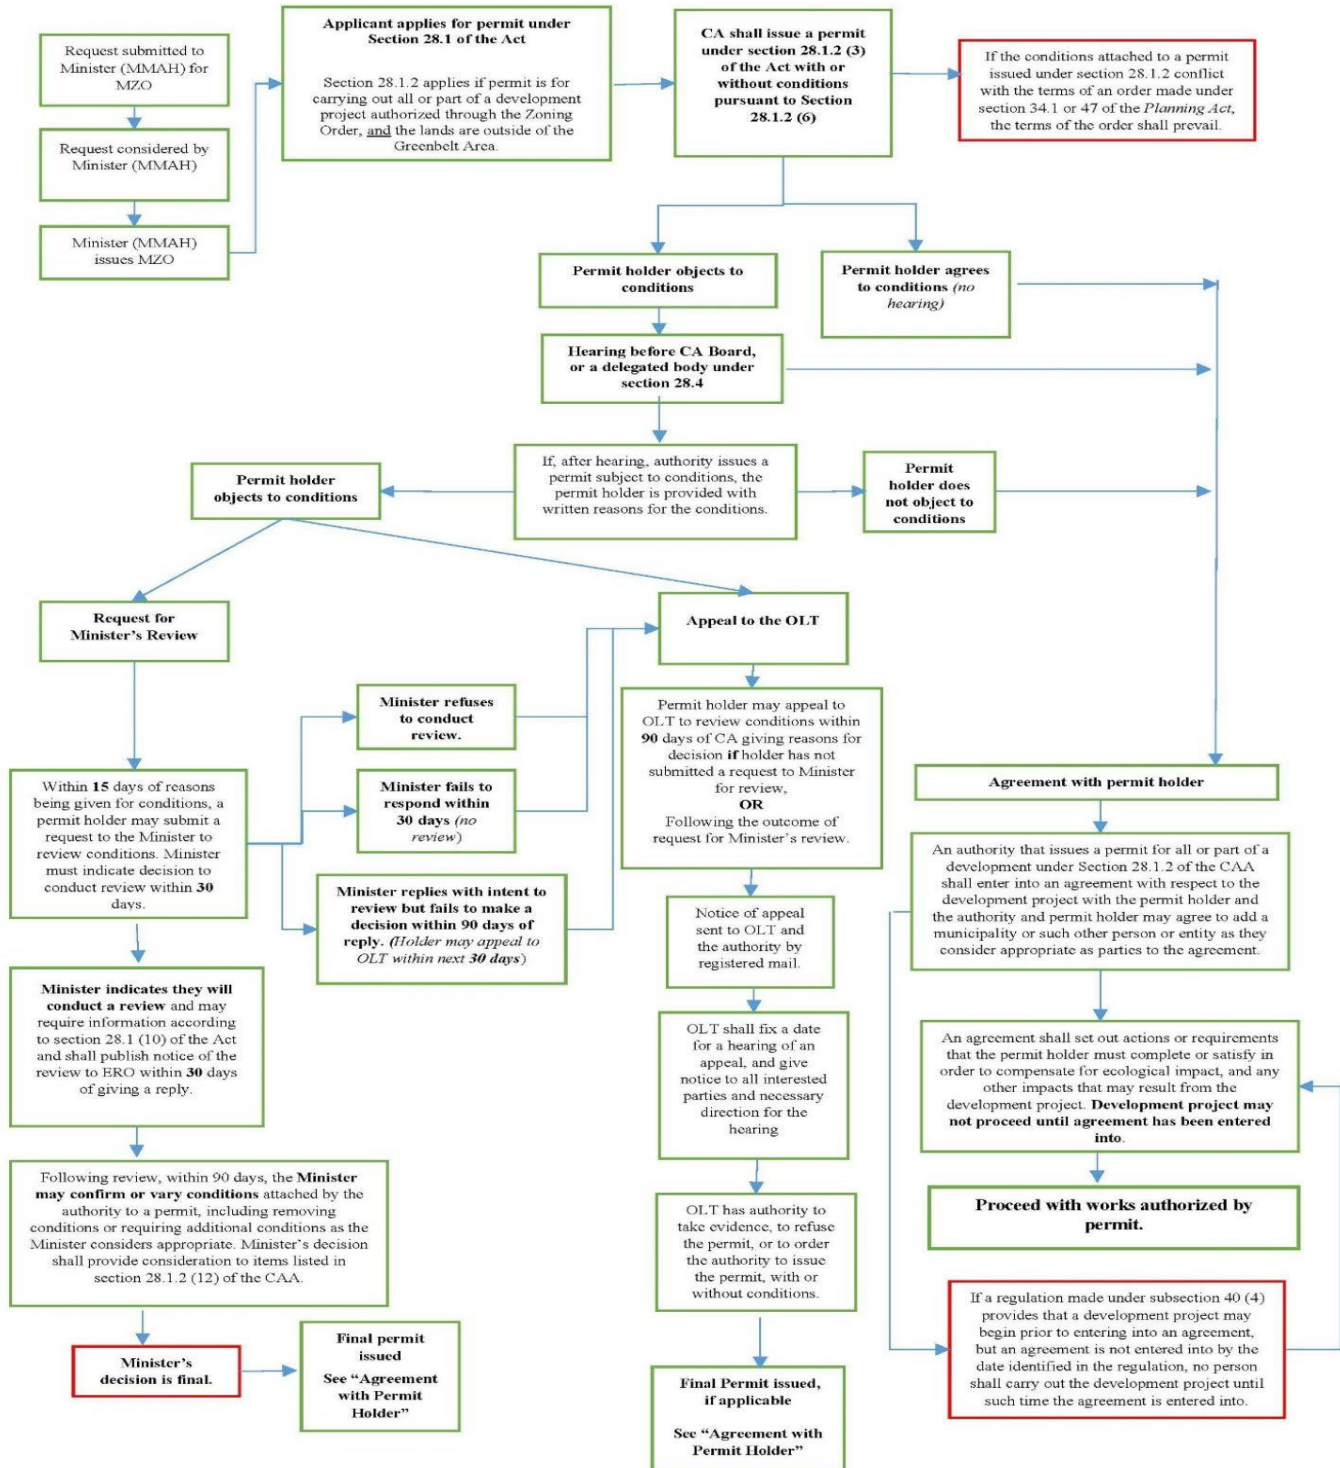 Request submitted to
Minister (MMAH) for
MZO
Request considered by
Minister (MMAH)
Minister (MMAH)
issues MZO
Applicant applies for permit under
Section 28.1 of the Act
Section 28.1.2 applies if permit is for
carrying out all or part of a development
project authorized through the Zoning
Order, and the lands are outside of the
Greenbelt Area.
CA shall issue a permit
under section 28.1.2 (3)
of the Act with or
without conditions
pursuant to Section
28.1.2 (6)
If the conditions attached to a permit
issued under section 28.1.2 conflict
with the terms of an order made under
section 34.1 or 47 of the Planning Act,
the terms of the order shall prevail.
Permit holder objects to
conditions
Permit holder agrees
to conditions (no
hearing)
Hearing before CA Board,
or a delegated body under
section 28.4
If, after hearing, authority issues a
permit subject to conditions, the
permit holder is provided with
written reasons for the conditions.
Permit holder
objects to conditions
Permit
holder does
not object to
conditions
Request for
Minister's Review
Appeal to the OLT
Within 15 days of reasons
being given for conditions, a
permit holder may submit a
request to the Minister to
review conditions. Minister
must indicate decision to
conduct review within 30
days.
Minister refuses
to conduct
review.
Minister fails to
respond within
30 days (no
review)
Minister replies with intent to
review but fails to make a
decision within 90 days of
reply. (Holder may appeal to
OLT within next 30 days)
Minister indicates they will
conduct a review and may
require information according
to section 28.1 (10) of the Act
and shall publish notice of the
review to ERO within 30 days
of giving a reply.
Following review, within 90 days, the Minister
may confirm or vary conditions attached by the
authority to a permit, including removing
conditions or requiring additional conditions as the
Minister considers appropriate. Minister's decision
shall provide consideration to items listed in
section 28.1.2 (12) of the CAA.
Minister's
decision is final.
Final permit
issued
See "Agreement
with Permit
Holder"
Permit holder may appeal to
OLT to review conditions within
90 days of CA giving reasons for
decision if holder has not
submitted a request to Minister
for review,
OR
Following the outcome of
request for Minister's review.
Notice of appeal
sent to OLT and
the authority by
registered mail.
OLT shall fix a date
for a hearing of an
appeal, and give
notice to all interested
parties and necessary
direction for the
hearing
OLT has authority to
take evidence, to refuse
the permit, or to order
the authority to issue
the permit, with or
without conditions.
Final Permit issued,
if applicable
See "Agreement with
Permit Holder"
Agreement with permit holder
An authority that issues a permit for all or part of a
development under Section 28.1.2 of the CAA
shall enter into an agreement with respect to the
development project with the permit holder and
the authority and permit holder may agree to add a
municipality or such other person or entity as they
consider appropriate as parties to the agreement.
An agreement shall set out actions or requirements
that the permit holder must complete or satisfy in
order to compensate for ecological impact, and any
other impacts that may result from the
development project. Development project may
not proceed until agreement has been entered
into.
Proceed with works authorized by
permit.
If a regulation made under subsection 40 (4)
provides that a development project may
begin prior to entering into an agreement,
but an agreement is not entered into by the
date identified in the regulation, no person
shall carry out the development project until
such time the agreement is entered into.